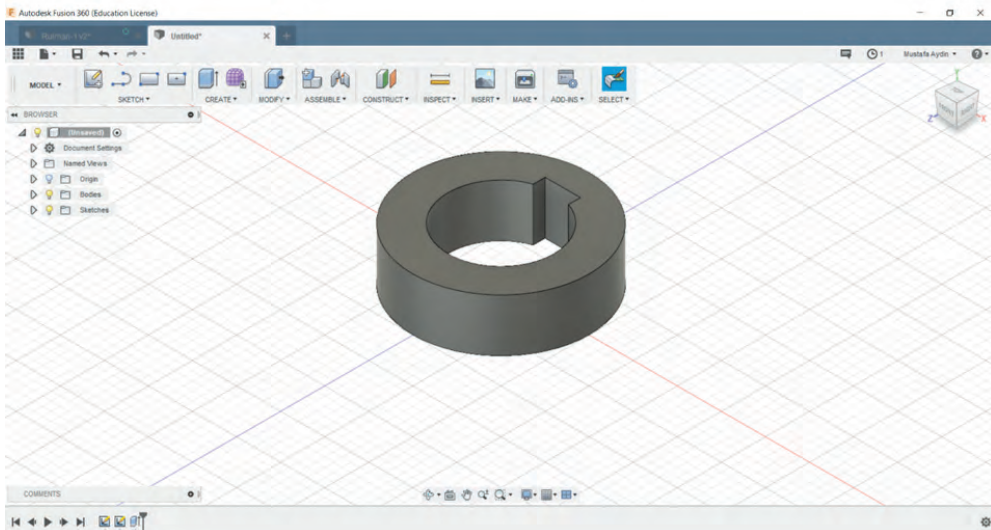 Autodesk Fusion 360 (Education License)
Untitled*
1 Mustafa Aydın
MODEL
SKETCH CREATE MODIFY ASSEMBLE CONSTRUCT INSPECT INSERT MAKE ADD-INS SELECT
BROWSER
(Unsaved)
Document Settings
Named Views
Origin
Bodies
Sketches
Y
Z X
COMMENTS